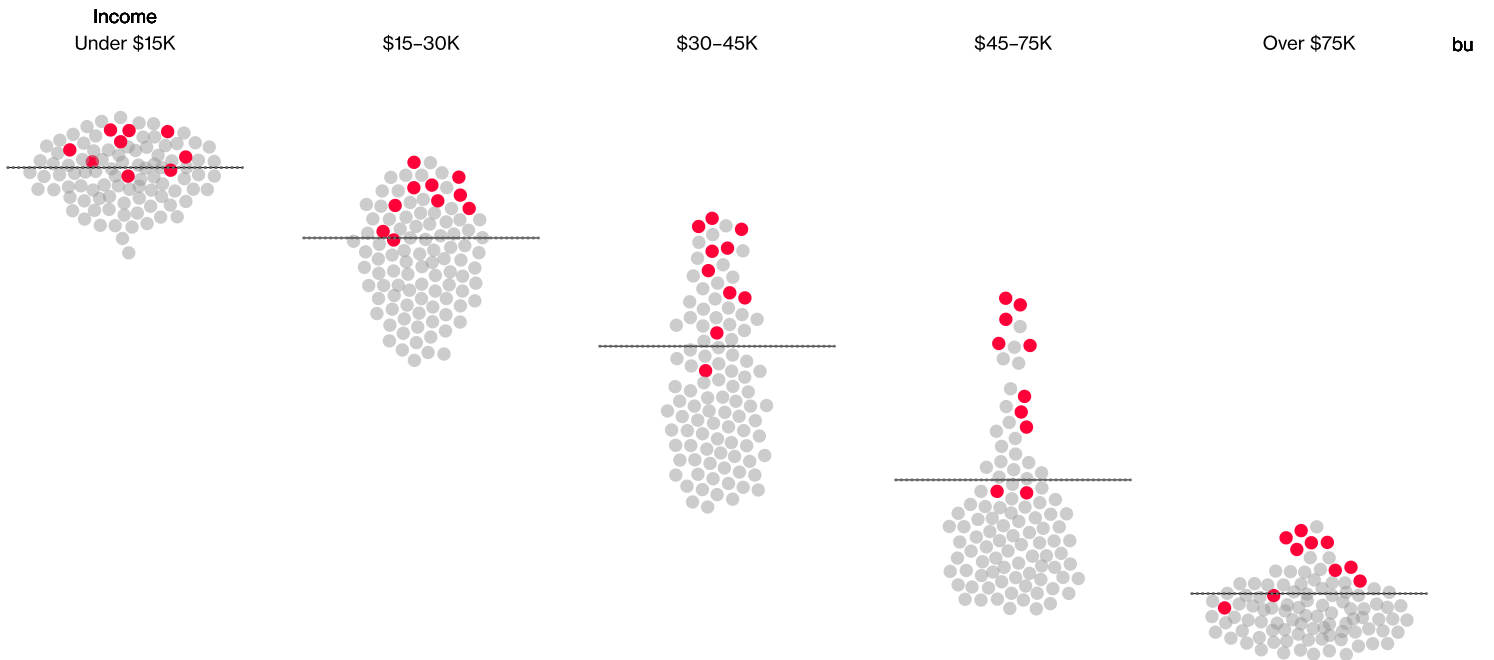 Income
Under $15K
$15–30K
$30–45K
$45–75K
Over $75K
bu